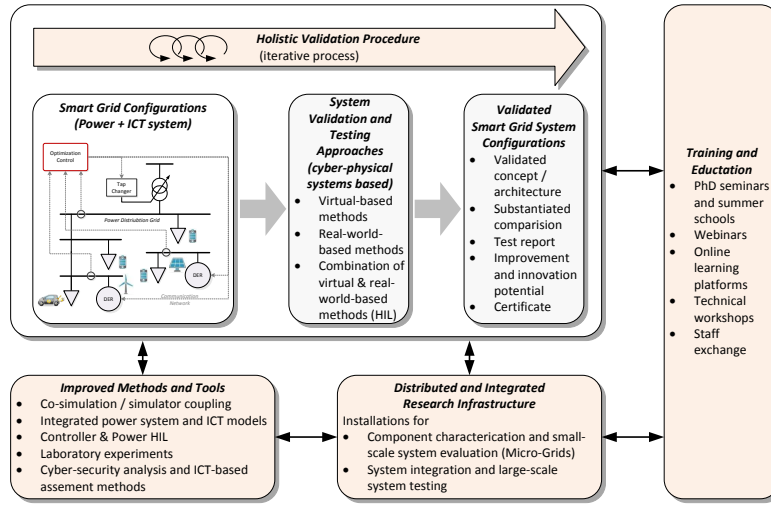 Holistic Validation Procedure
(iterative process)
Smart Grid Configurations
(Power + ICT system)
Optimization
Control
Tap
Changer
Power Distriubtion Grid
DER
DER
Communication
Network
System
Validation and
Testing
Approaches
(cyber-physical
systems based)
• Virtual-based
methods
• Real-world-
based methods
• Combination of
virtual & real-
world-based
methods (HIL)
Validated
Smart Grid System
Configurations
• Validated
concept /
architecture
• Substantiated
comparision
• Test report
• Improvement
and innovation
potential
• Certificate
Training and
Eductation
• PhD seminars
and summer
schools
• Webinars
• Online
learning
platforms
• Technical
workshops
• Staff
exchange
Improved Methods and Tools
• Co-simulation / simulator coupling
• Integrated power system and ICT models
• Controller & Power HIL
• Laboratory experiments
• Cyber-security analysis and ICT-based
assement methods
Distributed and Integrated
Research Infrastructure
Installations for
• Component characterication and small-
scale system evaluation (Micro-Grids)
• System integration and large-scale
system testing